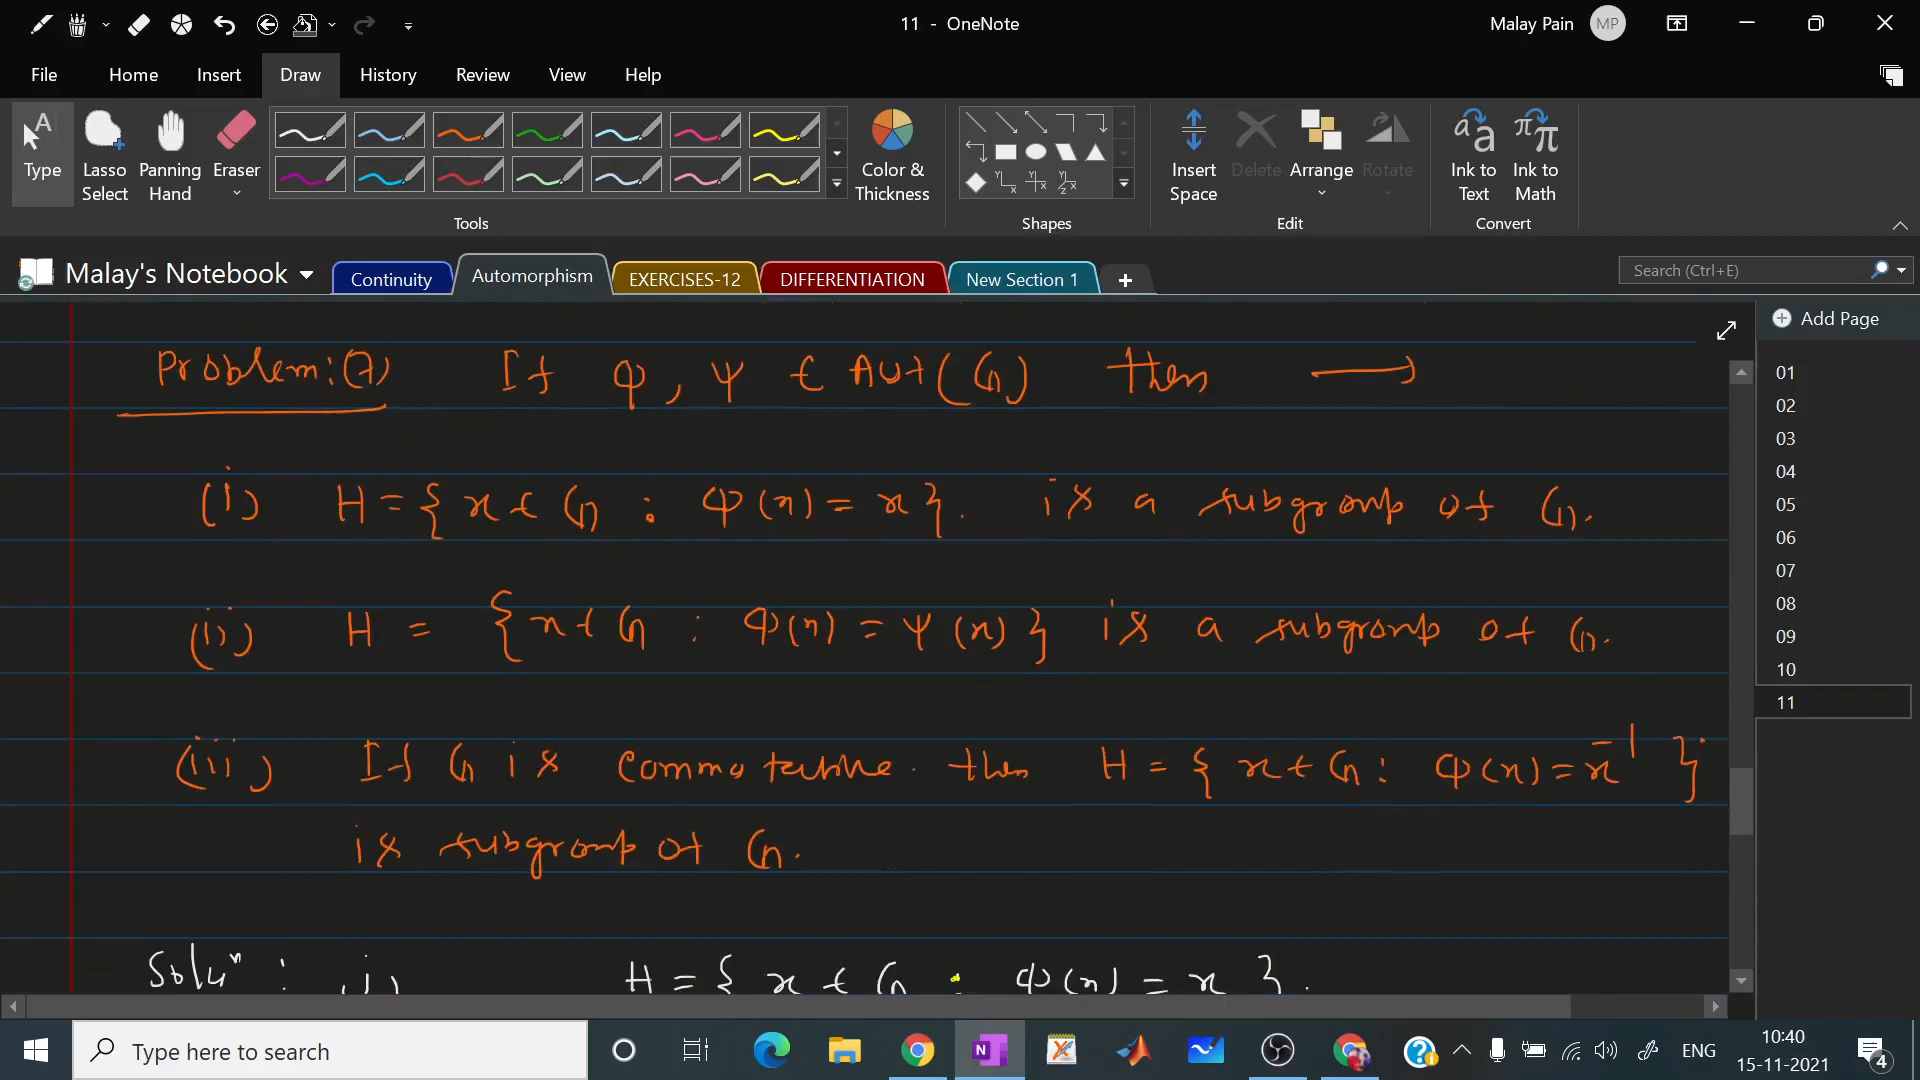 11 - OneNote
Malay Pain MP
File Home Insert Draw History Review View Help
Type Lasso Select Panning Hand Eraser Color & Thickness Insert Space Delete Arrange Rotate Ink to Text Ink to Math
Tools Shapes Edit Convert
Malay's Notebook Continuity Automorphism EXERCISES-12 DIFFERENTIATION New Section 1 + Search (Ctrl+E)
Add Page
01
02
03
04
05
06
07
08
09
10
11
Problem:(7) If φ, ψ ∈ Aut(G) then →
(i) H = { x ∈ G : φ(x) = x }. is a subgroup of G.
(ii) H = { x ∈ G : φ(x) = ψ(x) } is a subgroup of G.
(iii) If G is commutative. then H = { x ∈ G : φ(x) = x⁻¹ }
is subgroup of G.
Soluⁿ : i) H = { x ∈ G : φ(x) = x }.
Type here to search
ENG
10:40
15-11-2021
4